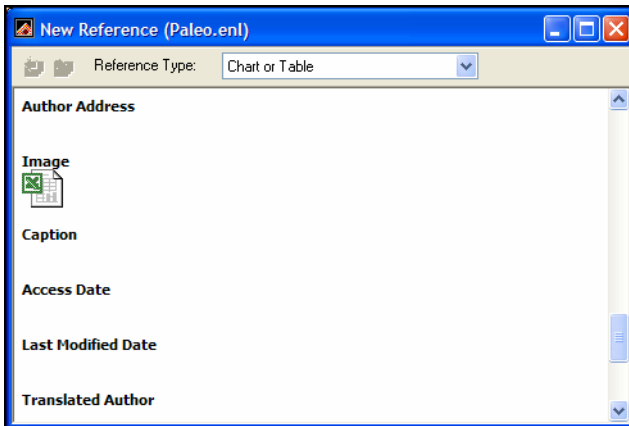 New Reference (Paleo.enl)
Reference Type: Chart or Table
Author Address
Image
Caption
Access Date
Last Modified Date
Translated Author